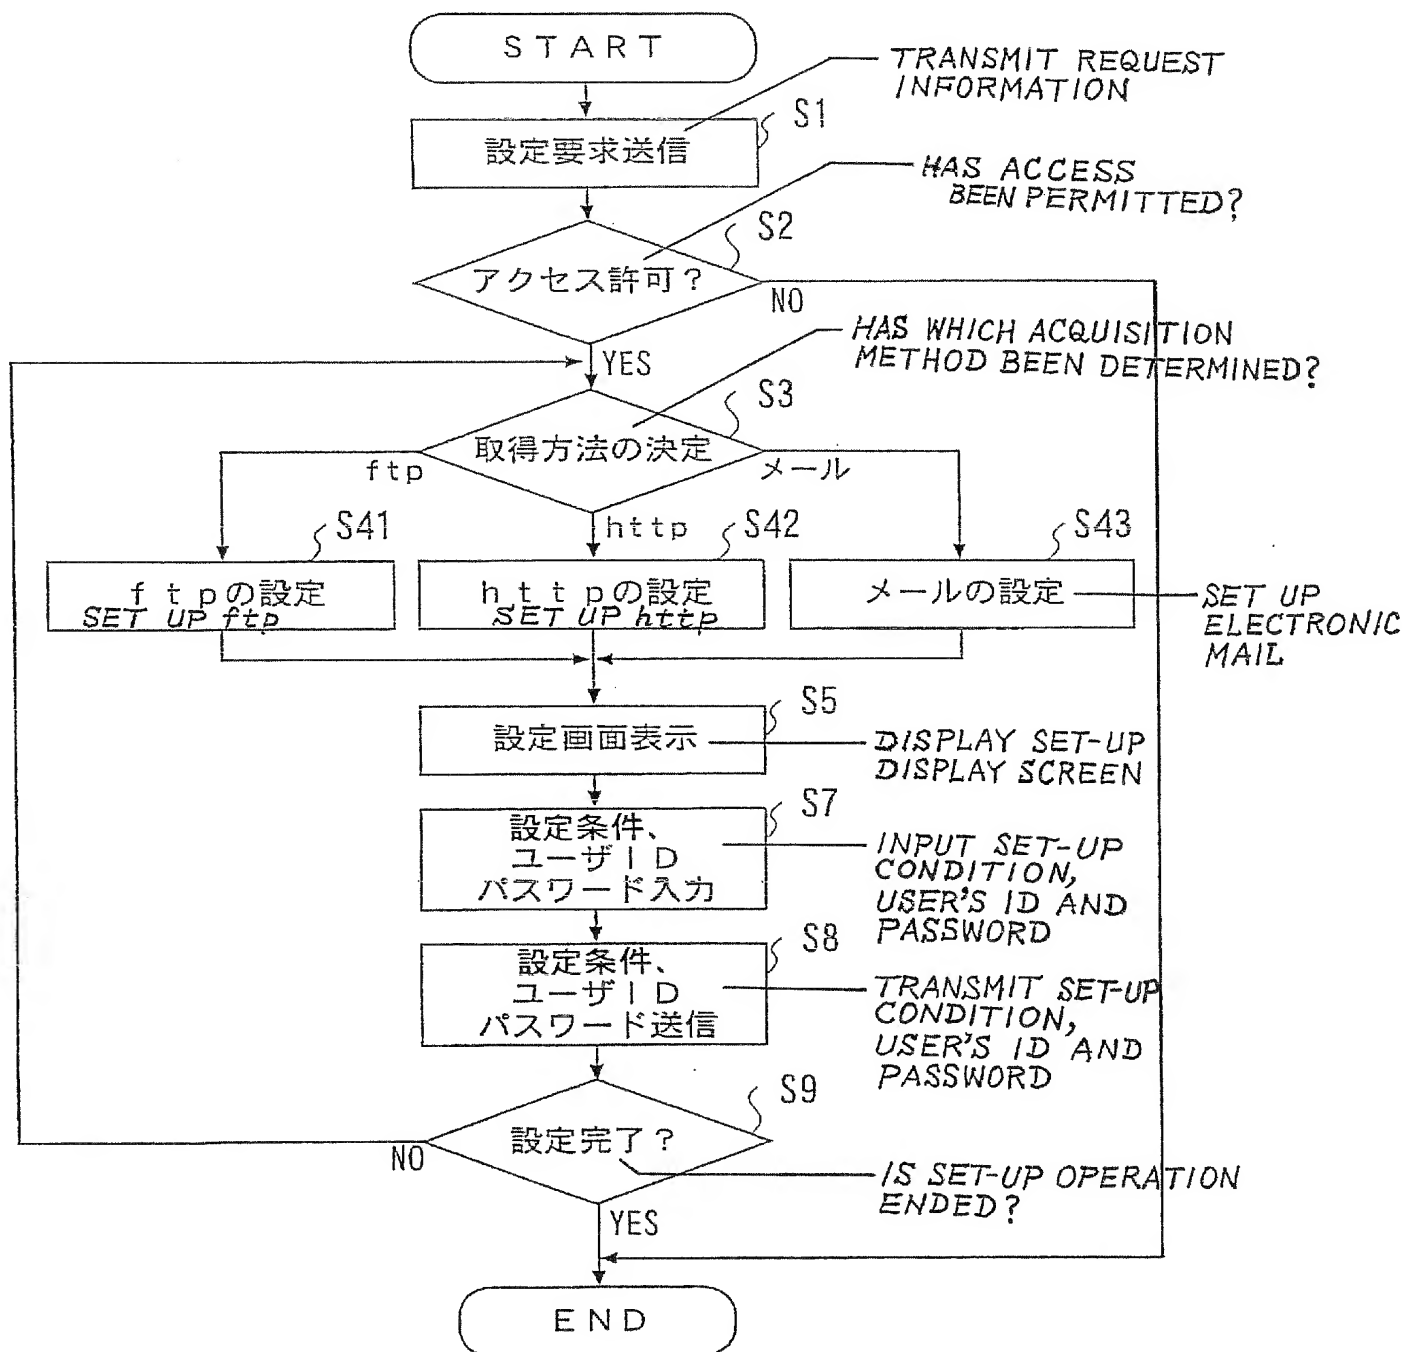 START
TRANSMIT REQUEST
INFORMATION
S1
設定要求送信
HAS ACCESS
BEEN PERMITTED?
S2
アクセス許可？
NO
YES
HAS WHICH ACQUISITION
METHOD BEEN DETERMINED?
S3
取得方法の決定
ftp
メール
http
S41
S42
S43
ftpの設定
SET UP ftp
httpの設定
SET UP http
メールの設定
SET UP
ELECTRONIC
MAIL
S5
設定画面表示
DISPLAY SET-UP
DISPLAY SCREEN
S7
設定条件、
ユーザID
パスワード入力
INPUT SET-UP
CONDITION,
USER'S ID AND
PASSWORD
S8
設定条件、
ユーザID
パスワード送信
TRANSMIT SET-UP
CONDITION,
USER'S ID AND
PASSWORD
S9
設定完了？
NO
IS SET-UP OPERATION
ENDED?
YES
END